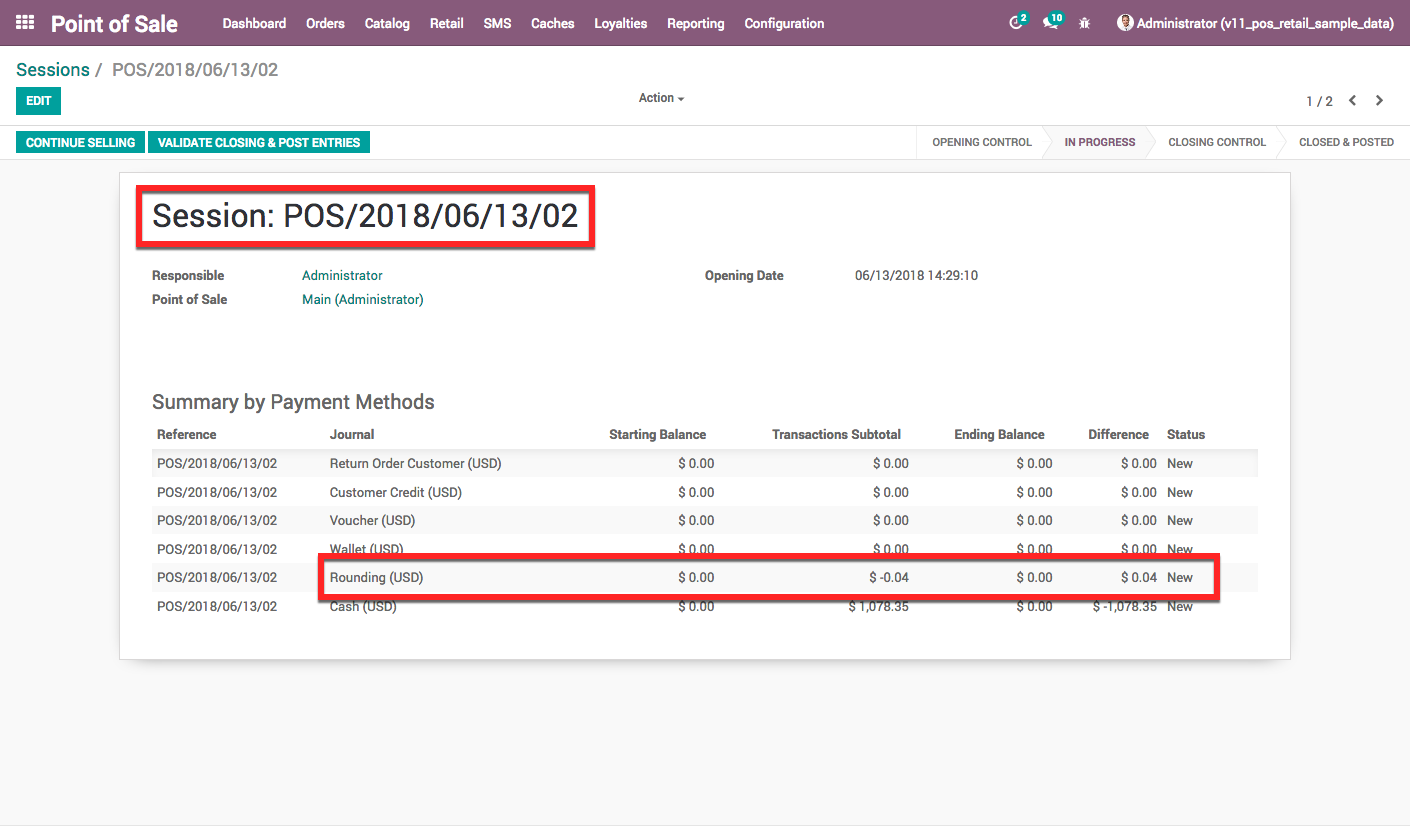 Point of Sale Dashboard Orders Catalog Retail SMS Caches Loyalties Reporting Configuration 2 10 Administrator (v11_pos_retail_sample_data)
Sessions / POS/2018/06/13/02
EDIT Action 1 / 2
CONTINUE SELLING VALIDATE CLOSING & POST ENTRIES OPENING CONTROL IN PROGRESS CLOSING CONTROL CLOSED & POSTED
Session: POS/2018/06/13/02
Responsible Administrator Opening Date 06/13/2018 14:29:10
Point of Sale Main (Administrator)
Summary by Payment Methods
Reference Journal Starting Balance Transactions Subtotal Ending Balance Difference Status
POS/2018/06/13/02 Return Order Customer (USD) $ 0.00 $ 0.00 $ 0.00 $ 0.00 New
POS/2018/06/13/02 Customer Credit (USD) $ 0.00 $ 0.00 $ 0.00 $ 0.00 New
POS/2018/06/13/02 Voucher (USD) $ 0.00 $ 0.00 $ 0.00 $ 0.00 New
POS/2018/06/13/02 Wallet (USD) $ 0.00 $ 0.00 $ 0.00 $ 0.00 New
POS/2018/06/13/02 Rounding (USD) $ 0.00 $ -0.04 $ 0.00 $ 0.04 New
POS/2018/06/13/02 Cash (USD) $ 0.00 $ 1,078.35 $ 0.00 $ -1,078.35 New